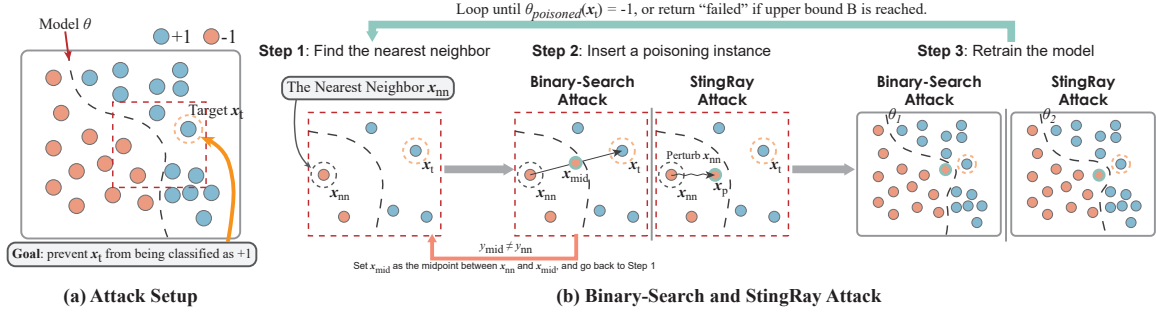 Loop until θpoisoned(xt) = -1, or return "failed" if upper bound B is reached.
Model θ
+1 -1
Target xt
Goal: prevent xt from being classified as +1
(a) Attack Setup
Step 1: Find the nearest neighbor
The Nearest Neighbor xnn
xt
xnn
Step 2: Insert a poisoning instance
Binary-Search
Attack
xt
xmid
xnn
StingRay
Attack
Perturb xnn
xt
xnn
xp
ymid ≠ ynn
Set xmid as the midpoint between xnn and xmid, and go back to Step 1
Step 3: Retrain the model
Binary-Search
Attack
θ1
StingRay
Attack
θ2
(b) Binary-Search and StingRay Attack